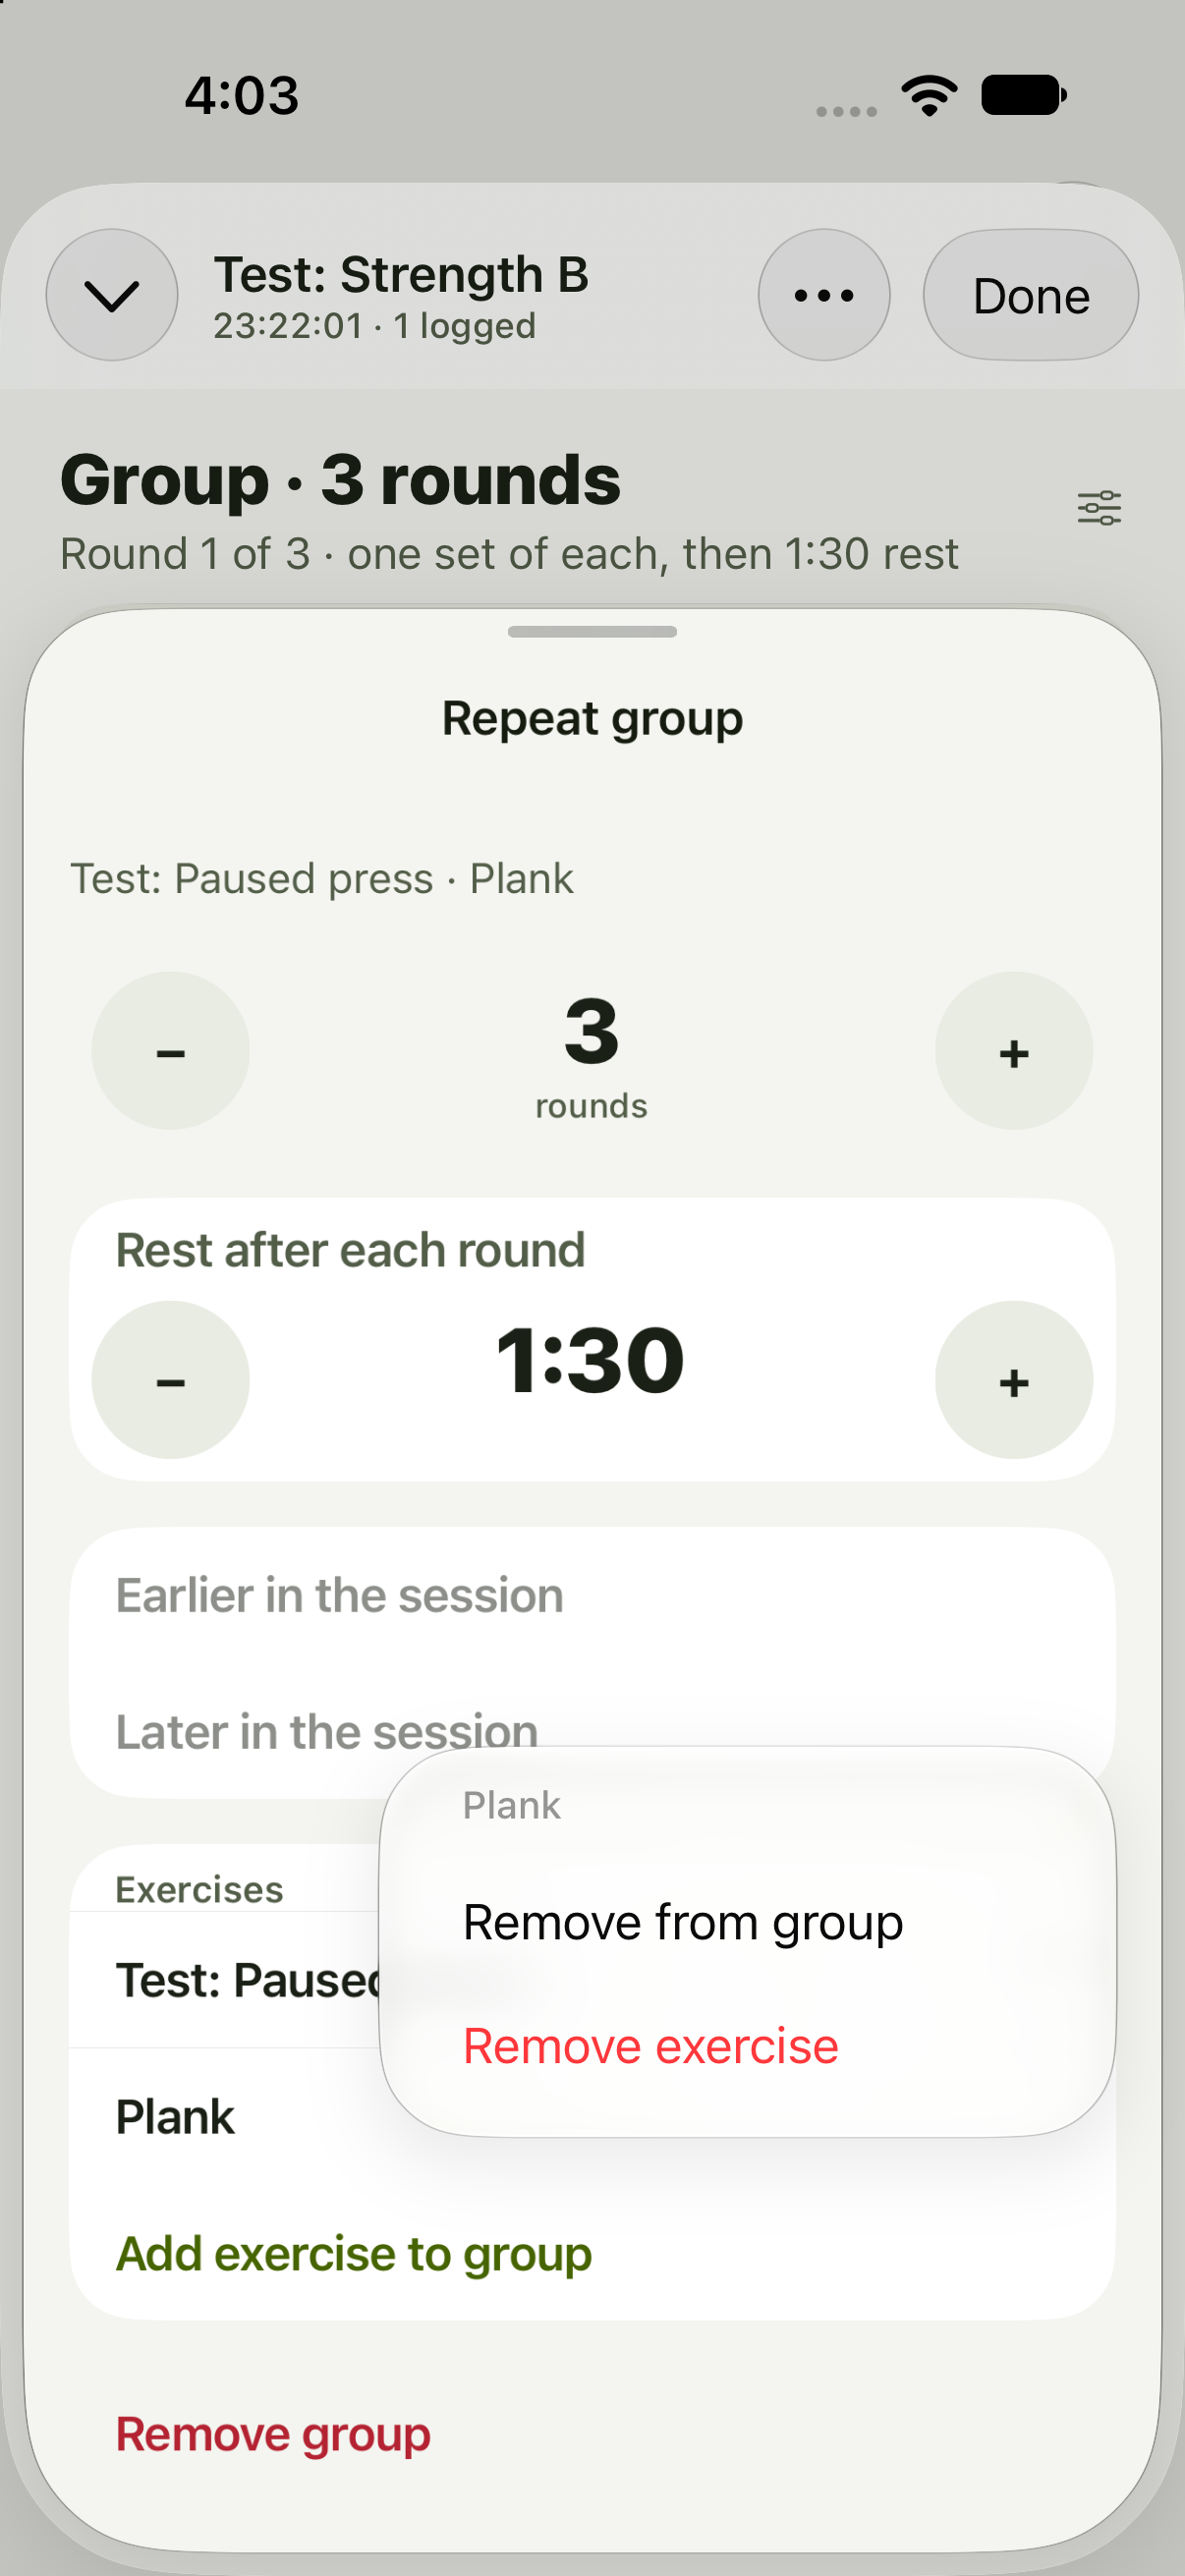 4:03
Test: Strength B
23:22:01 · 1 logged
Done
Group · 3 rounds
Round 1 of 3 · one set of each, then 1:30 rest
Repeat group
Test: Paused press · Plank
–
3
+
rounds
Rest after each round
–
1:30
+
Earlier in the session
Later in the session
Plank
Remove from group
Remove exercise
Exercises
Test: Paused
Plank
Add exercise to group
Remove group